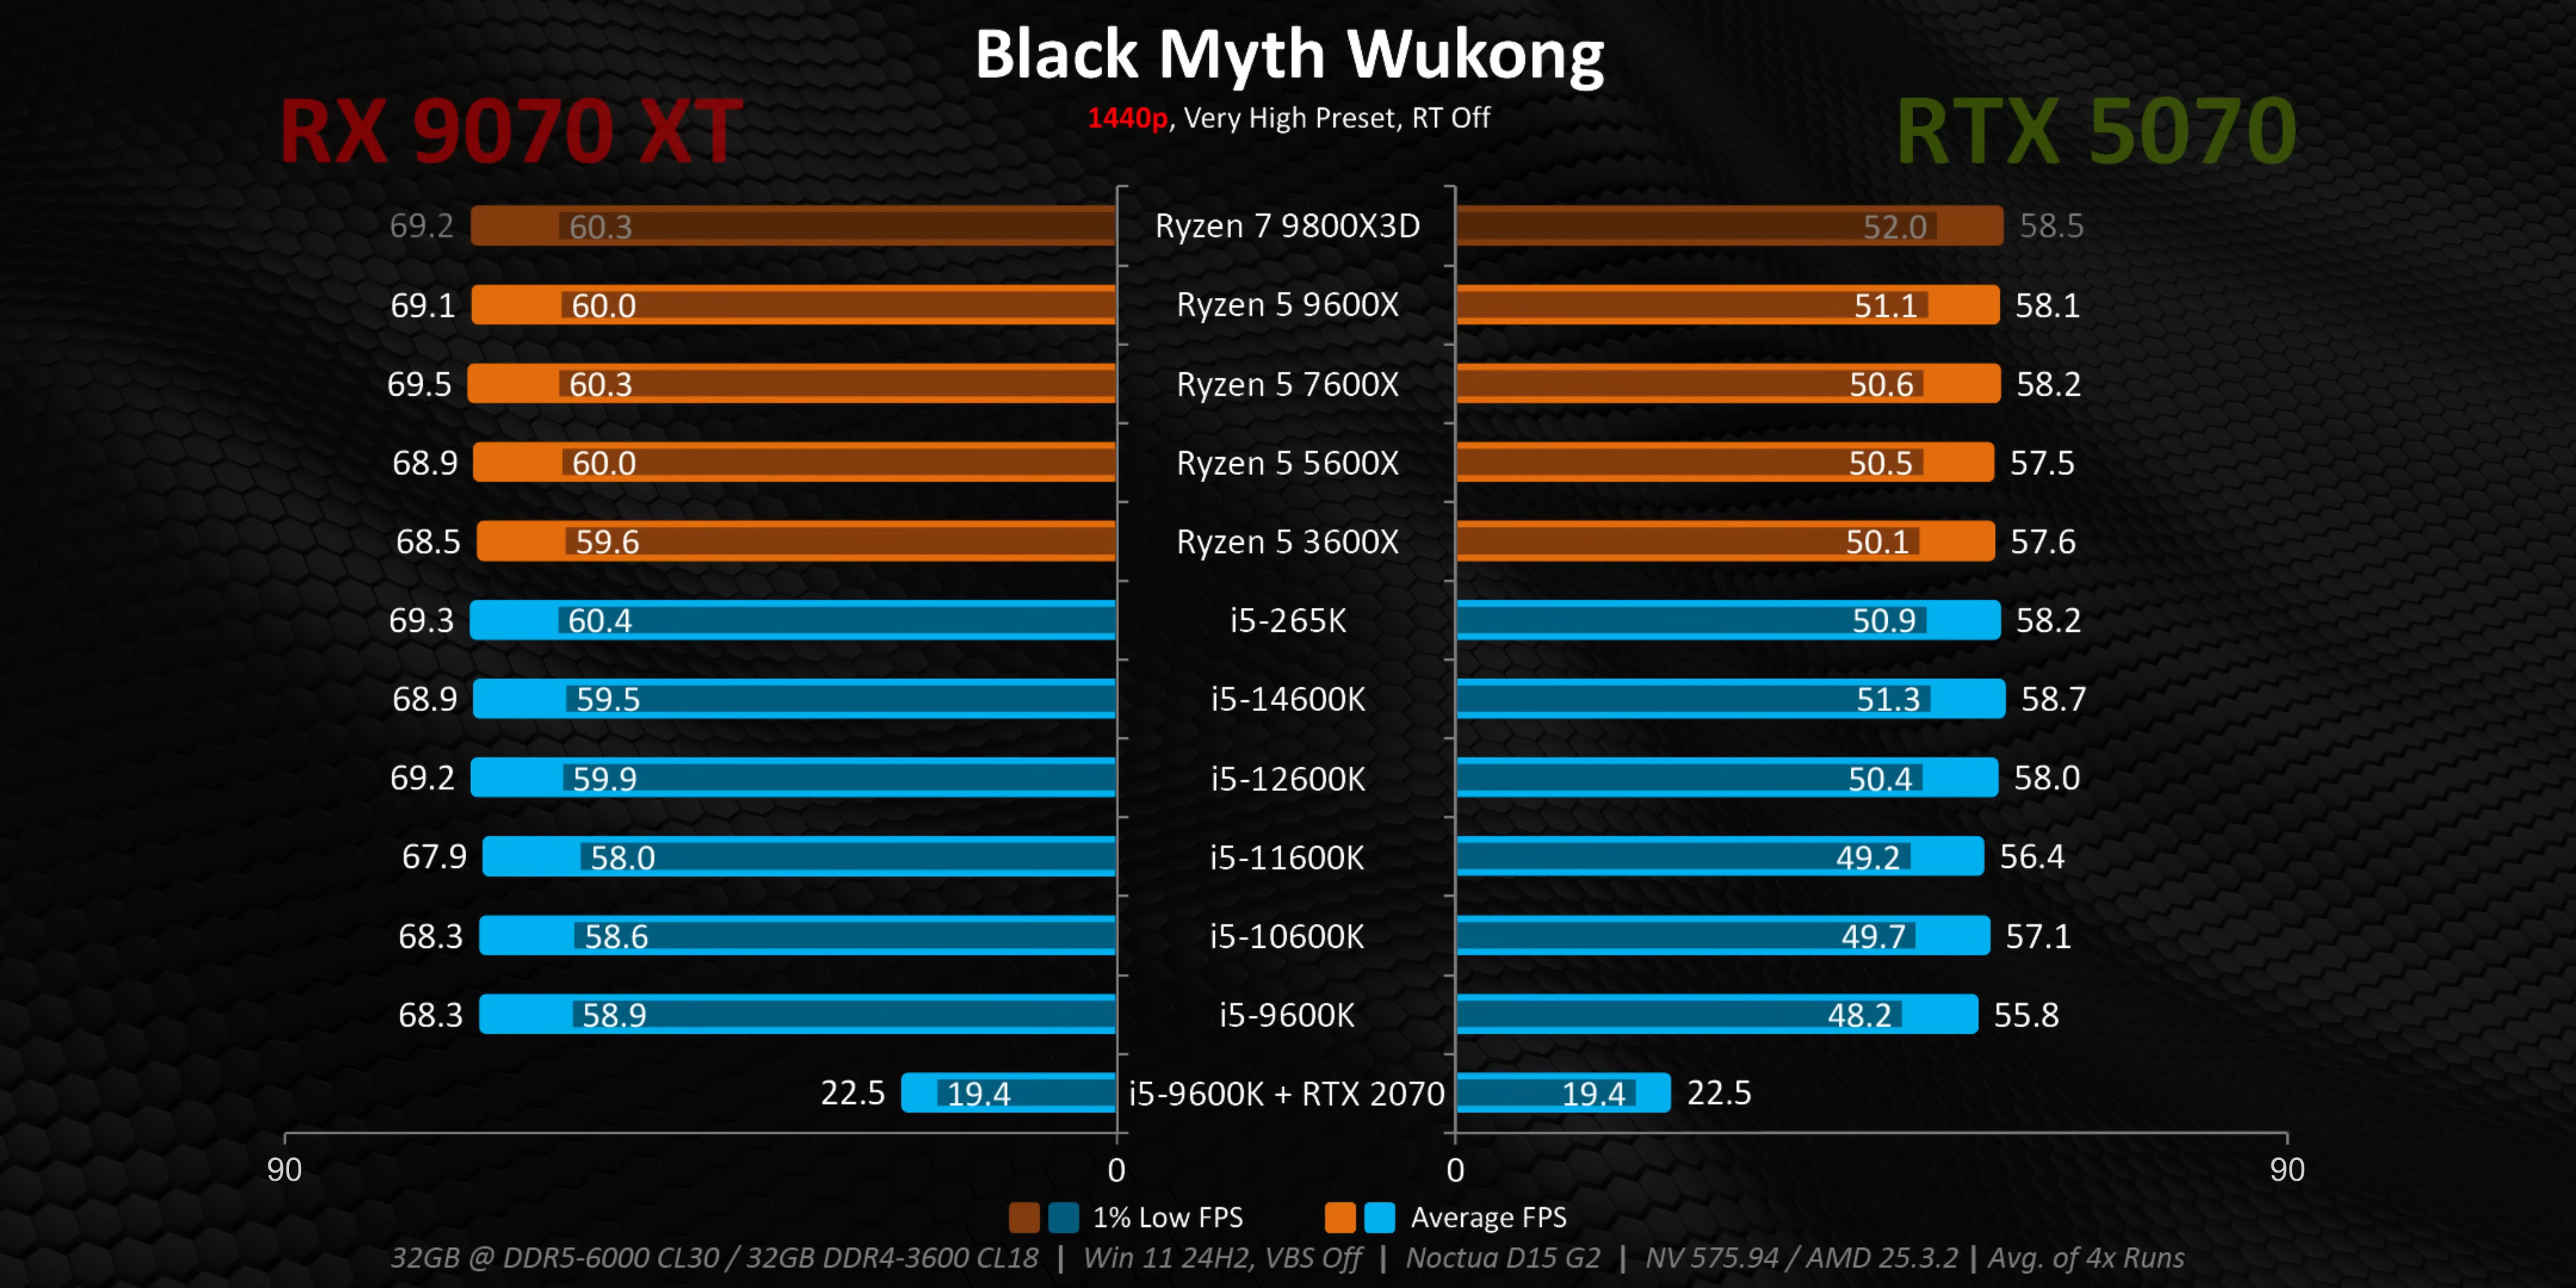 Black Myth Wukong
1440p, Very High Preset, RT Off
RX 9070 XT
RTX 5070
69.2 60.3 Ryzen 7 9800X3D 52.0 58.5
69.1 60.0 Ryzen 5 9600X 51.1 58.1
69.5 60.3 Ryzen 5 7600X 50.6 58.2
68.9 60.0 Ryzen 5 5600X 50.5 57.5
68.5 59.6 Ryzen 5 3600X 50.1 57.6
69.3 60.4 i5-265K 50.9 58.2
68.9 59.5 i5-14600K 51.3 58.7
69.2 59.9 i5-12600K 50.4 58.0
67.9 58.0 i5-11600K 49.2 56.4
68.3 58.6 i5-10600K 49.7 57.1
68.3 58.9 i5-9600K 48.2 55.8
22.5 19.4 i5-9600K + RTX 2070 19.4 22.5
90 0 0 90
1% Low FPS Average FPS
32GB @ DDR5-6000 CL30 / 32GB DDR4-3600 CL18 | Win 11 24H2, VBS Off | Noctua D15 G2 | NV 575.94 / AMD 25.3.2 | Avg. of 4x Runs